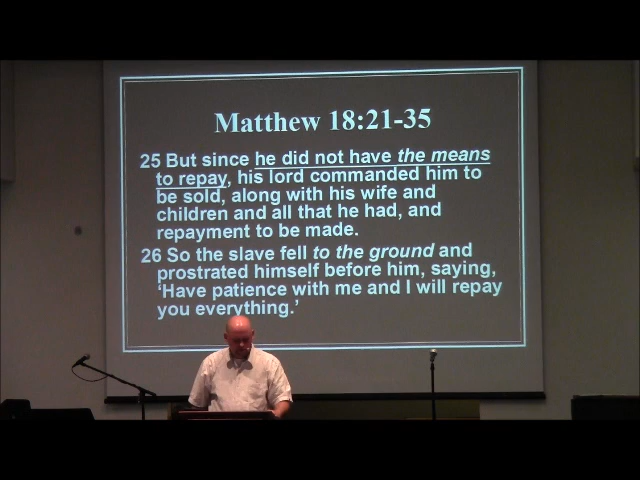 Matthew 18:21-35
25 But since he did not have the means
to repay, his lord commanded him to
be sold, along with his wife and
children and all that he had, and
repayment to be made.
26 So the slave fell to the ground and
prostrated himself before him, saying,
‘Have patience with me and I will repay
you everything.’